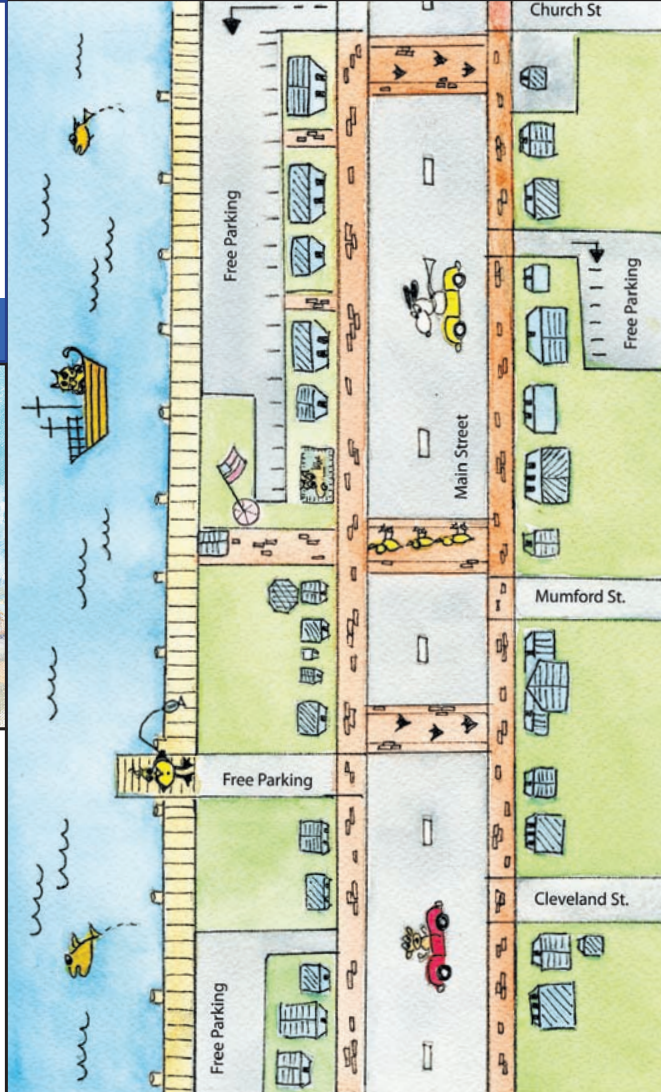 Church St
Free Parking
Free Parking
Main Street
Mumford St.
Free Parking
Cleveland St.
Free Parking